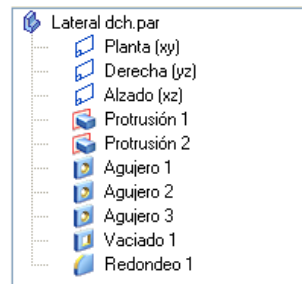 Lateral dch.par
Planta (xy)
Derecha (yz)
Alzado (xz)
Protrusión 1
Protrusión 2
Agujero 1
Agujero 2
Agujero 3
Vaciado 1
Redondeo 1